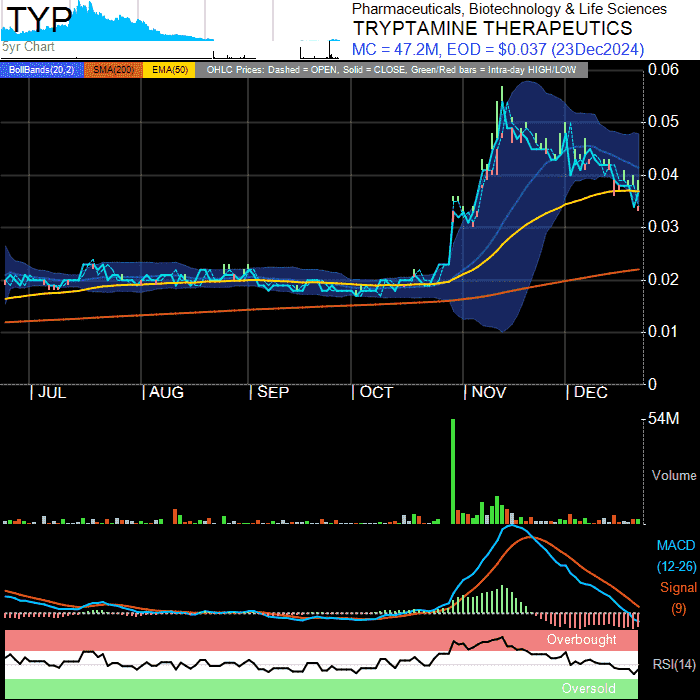 TYP
Pharmaceuticals, Biotechnology & Life Sciences
TRYPTAMINE THERAPEUTICS
5yr Chart
MC = 47.2M, EOD = $0.037 (23Dec2024)
BollBands(20,2) SMA(200) EMA(50) OHLC Prices: Dashed = OPEN, Solid = CLOSE, Green/Red bars = Intra-day HIGH/LOW
0.06
0.05
0.04
0.03
0.02
0.01
0
JUL AUG SEP OCT NOV DEC
54M
Volume
MACD
(12-26)
Signal
(9)
Overbought
RSI(14)
Oversold